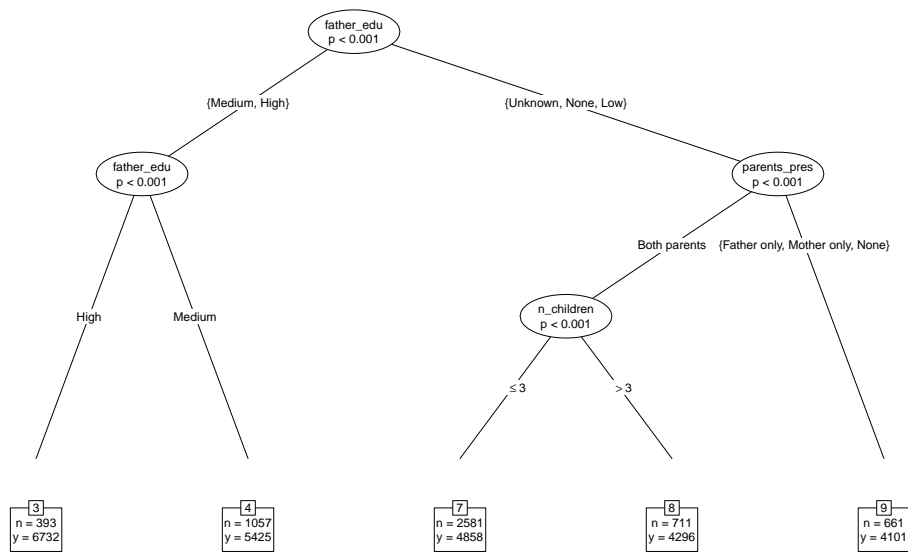 father_edu
p < 0.001
{Medium, High}
{Unknown, None, Low}
father_edu
p < 0.001
parents_pres
p < 0.001
Both parents
{Father only, Mother only, None}
n_children
p < 0.001
High
Medium
≤ 3
> 3
3
n = 393
y = 6732
4
n = 1057
y = 5425
7
n = 2581
y = 4858
8
n = 711
y = 4296
9
n = 661
y = 4101